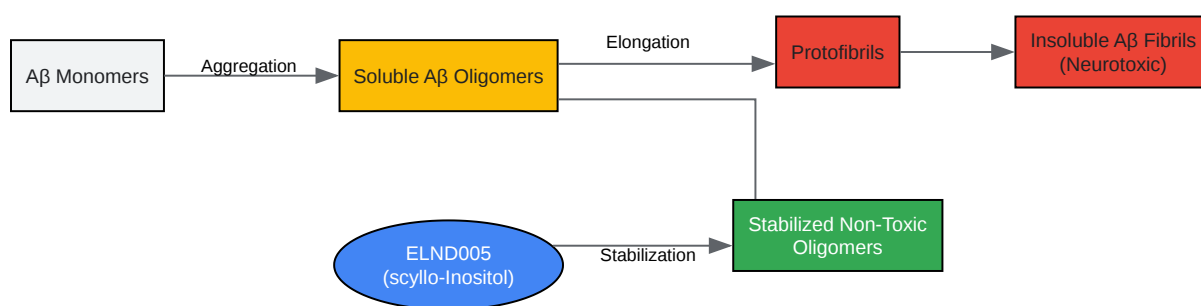 Aβ Monomers
Aggregation
Soluble Aβ Oligomers
Elongation
Protofibrils
Insoluble Aβ Fibrils
(Neurotoxic)
ELND005
(scyllo-Inositol)
Stabilization
Stabilized Non-Toxic
Oligomers